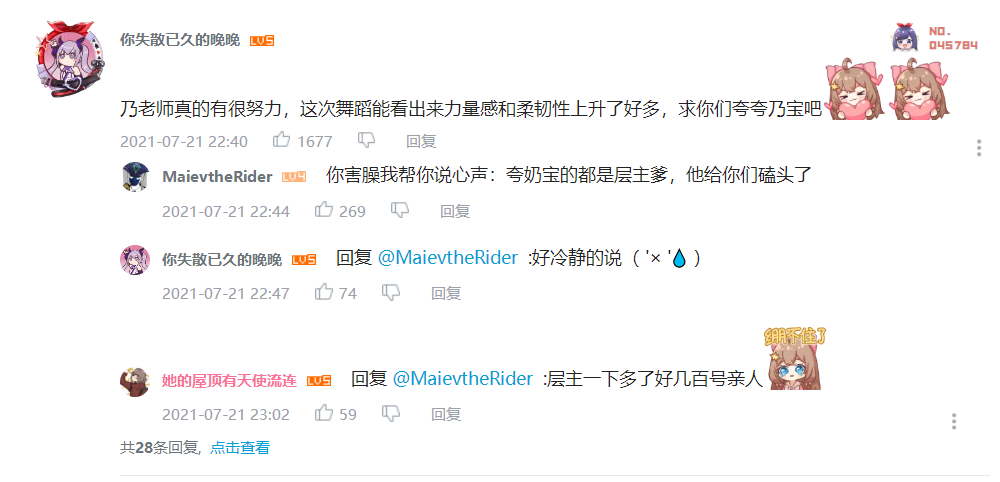 你失散已久的晚晚 LV5
NO.
045784
乃老师真的有很努力，这次舞蹈能看出来力量感和柔韧性上升了好多，求你们夸夸乃宝吧
2021-07-21 22:40 1677 回复
MaievtheRider LV4 你害臊我帮你说心声：夸奶宝的都是层主爹，他给你们磕头了
2021-07-21 22:44 269 回复
你失散已久的晚晚 LV5 回复 @MaievtheRider :好冷静的说（ '× '💧 ）
2021-07-21 22:47 74 回复
绷不住了
她的屋顶有天使流连 LV5 回复 @MaievtheRider :层主一下多了好几百号亲人
2021-07-21 23:02 59 回复
共28条回复, 点击查看